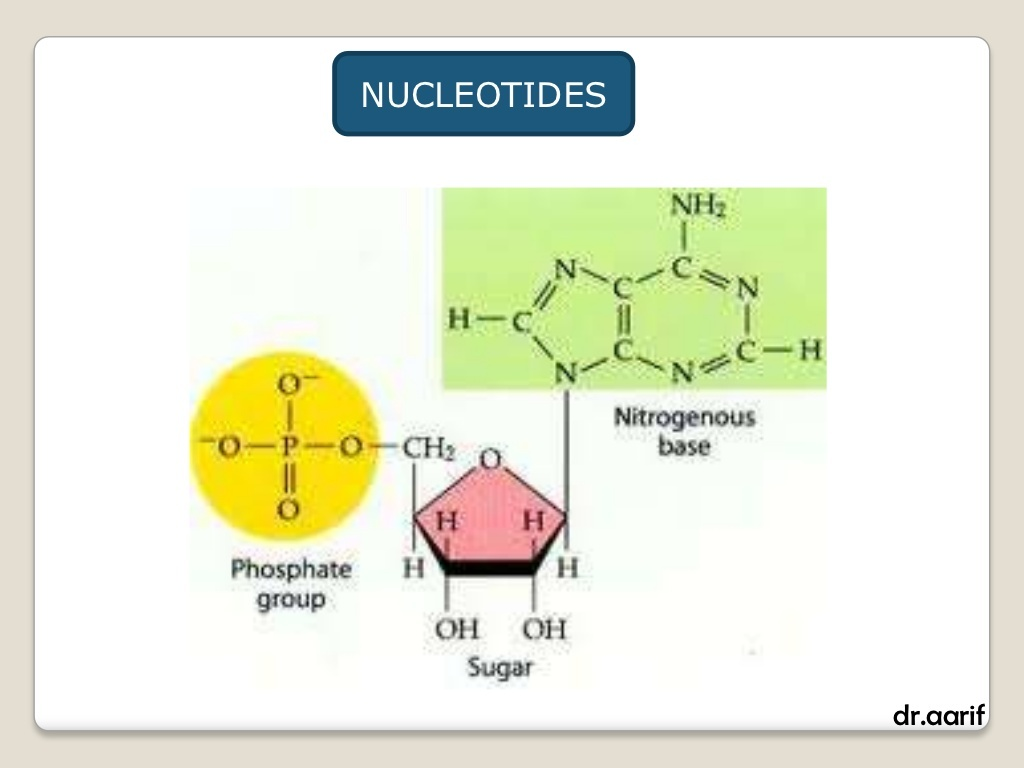 NUCLEOTIDES
NH₂
N C C N
H C
C C H
N N
Nitrogenous
base
O⁻
⁻O P O CH₂ O
O
H H
H H
Phosphate
group
OH OH
Sugar
dr.aarif